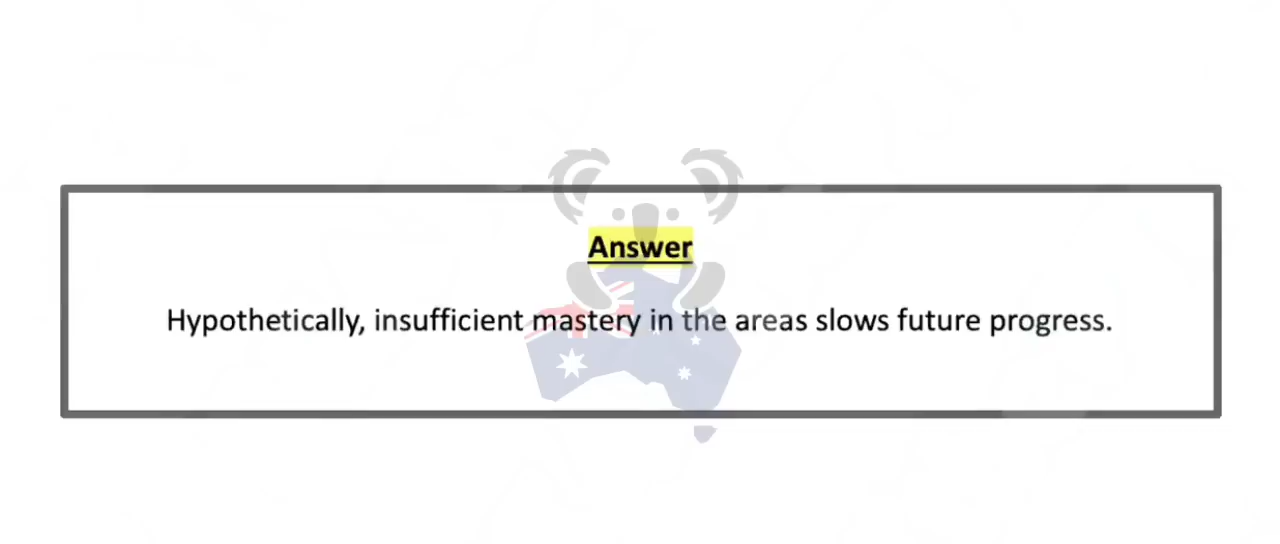 Answer
Hypothetically, insufficient mastery in the areas slows future progress.